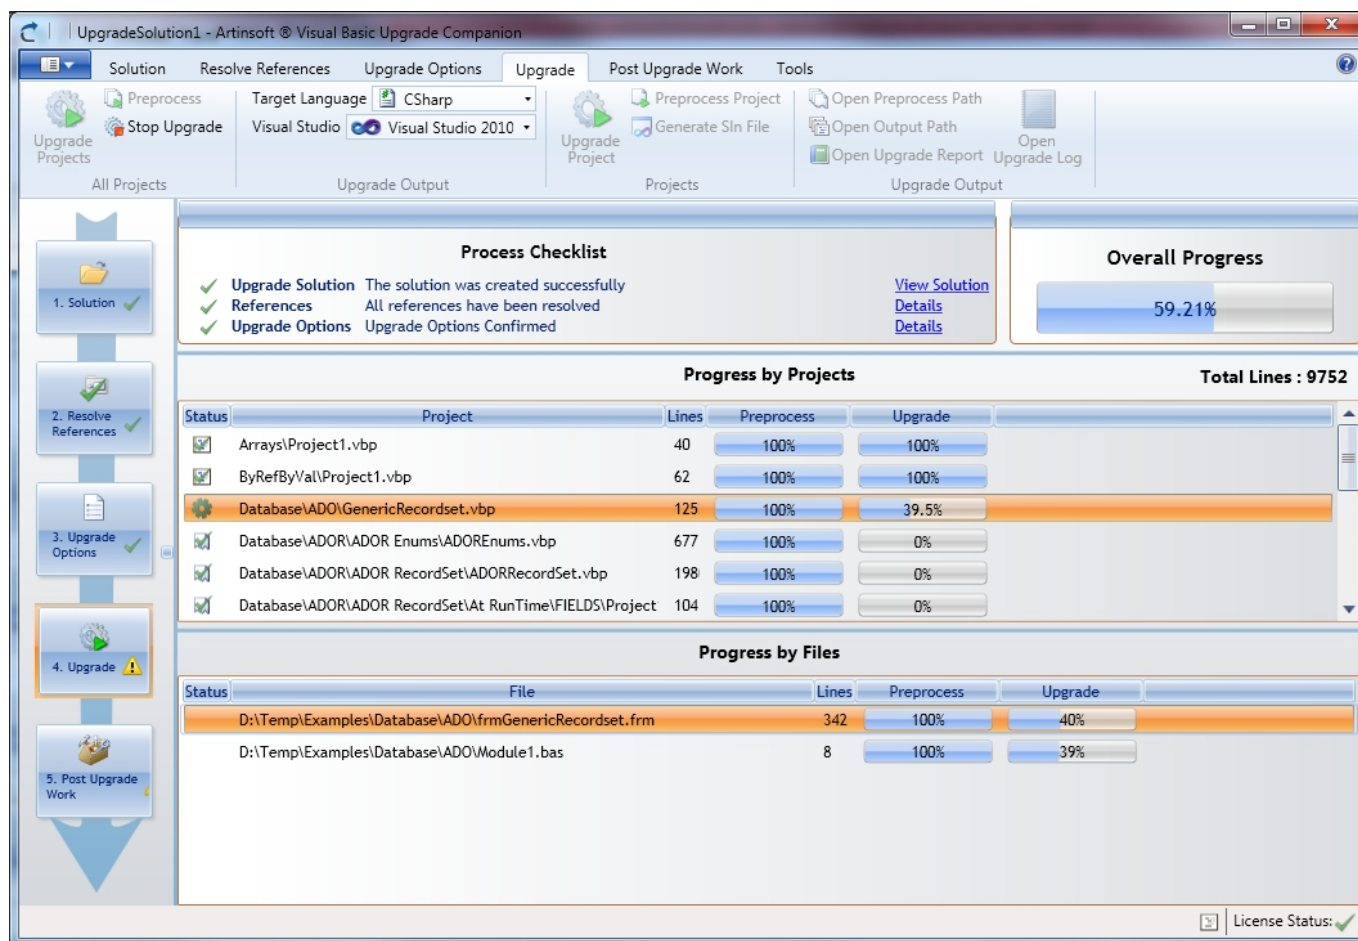 UpgradeSolution1 - Artinsoft ® Visual Basic Upgrade Companion
Solution Resolve References Upgrade Options Upgrade Post Upgrade Work Tools
Upgrade Projects
Preprocess
Stop Upgrade
All Projects
Target Language CSharp
Visual Studio Visual Studio 2010
Upgrade Output
Upgrade Project
Preprocess Project
Generate Sln File
Projects
Open Preprocess Path
Open Output Path
Open Upgrade Report
Open Upgrade Log
Upgrade Output
1. Solution
2. Resolve References
3. Upgrade Options
4. Upgrade
5. Post Upgrade Work
Process Checklist
Upgrade Solution The solution was created successfully View Solution
References All references have been resolved Details
Upgrade Options Upgrade Options Confirmed Details
Overall Progress
59.21%
Progress by Projects
Total Lines : 9752
Status Project Lines Preprocess Upgrade
Arrays\Project1.vbp 40 100% 100%
ByRefByVal\Project1.vbp 62 100% 100%
Database\ADO\GenericRecordset.vbp 125 100% 39.5%
Database\ADOR\ADOR Enums\ADOREnums.vbp 677 100% 0%
Database\ADOR\ADOR RecordSet\ADORRecordSet.vbp 198 100% 0%
Database\ADOR\ADOR RecordSet\At RunTime\FIELDS\Project 104 100% 0%
Progress by Files
Status File Lines Preprocess Upgrade
D:\Temp\Examples\Database\ADO\frmGenericRecordset.frm 342 100% 40%
D:\Temp\Examples\Database\ADO\Module1.bas 8 100% 39%
License Status: